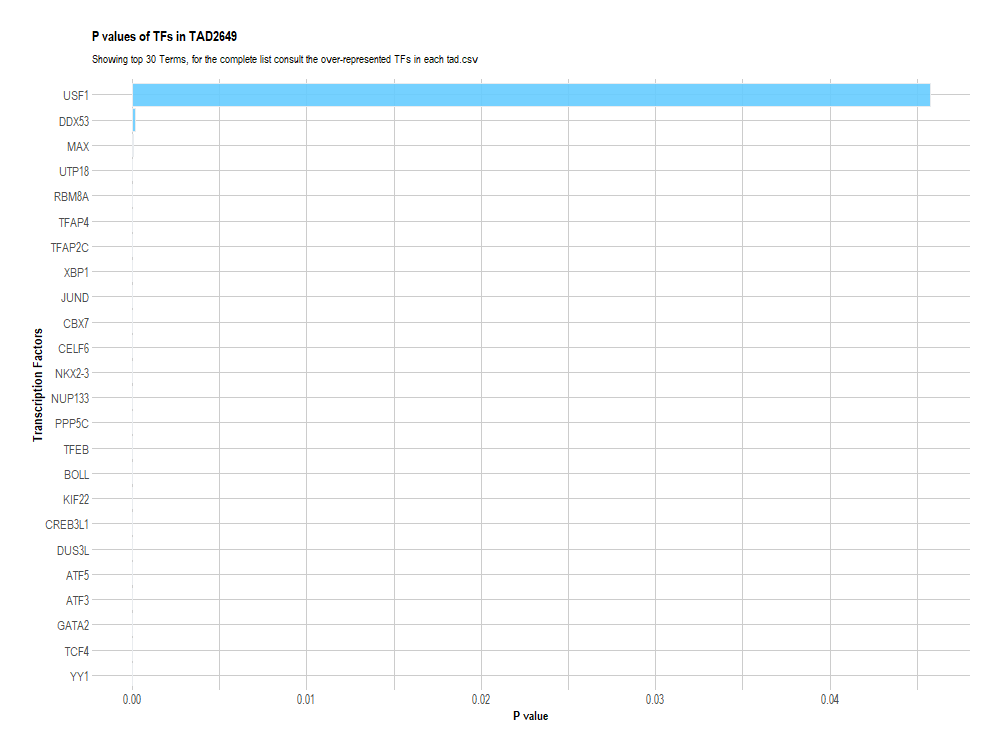 P values of TFs in TAD2649
Showing top 30 Terms, for the complete list consult the over-represented TFs in each tad.csv
Transcription Factors
USF1
DDX53
MAX
UTP18
RBM8A
TFAP4
TFAP2C
XBP1
JUND
CBX7
CELF6
NKX2-3
NUP133
PPP5C
TFEB
BOLL
KIF22
CREB3L1
DUS3L
ATF5
ATF3
GATA2
TCF4
YY1
0.00 0.01 0.02 0.03 0.04
P value